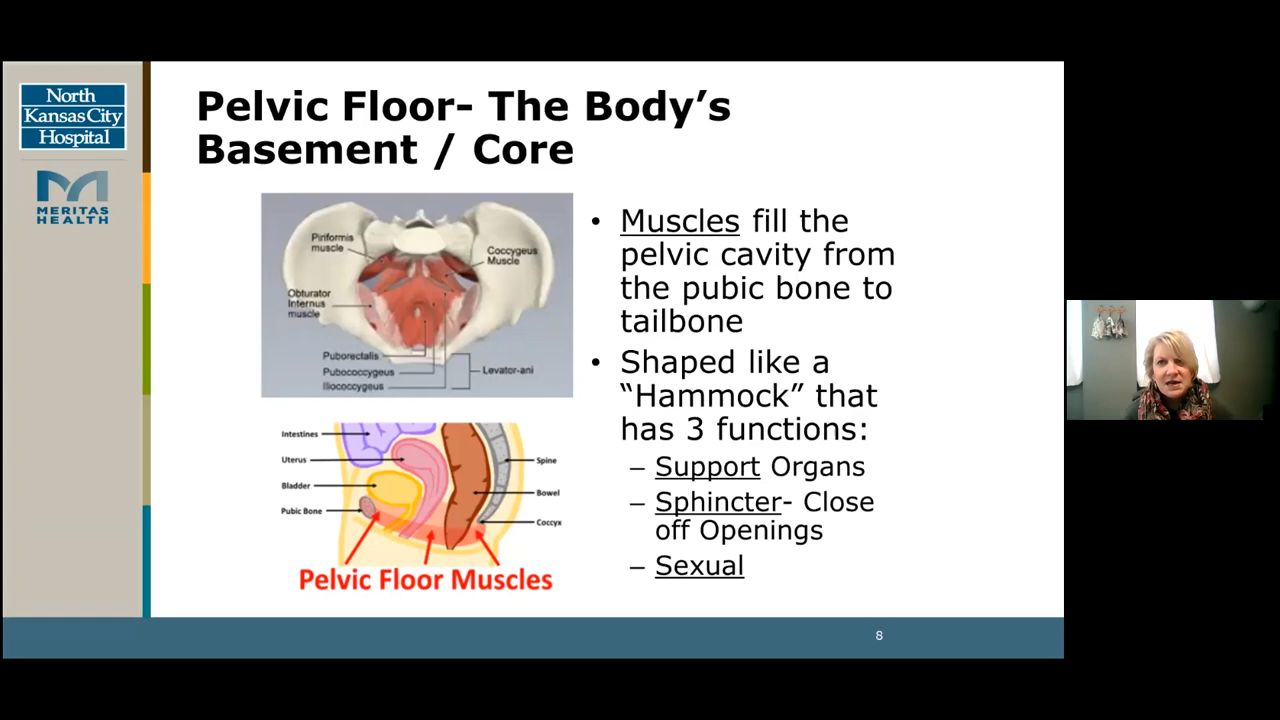 North
Kansas City
Hospital
MERITAS
HEALTH
Pelvic Floor- The Body’s
Basement / Core
Piriformis
muscle
Coccygeus
Muscle
Obturator
Internus
muscle
Puborectalis
Pubococcygeus
Iliococcygeus
Levator-ani
Intestines
Uterus
Bladder
Pubic Bone
Spine
Bowel
Coccyx
Pelvic Floor Muscles
• Muscles fill the
pelvic cavity from
the pubic bone to
tailbone
• Shaped like a
“Hammock” that
has 3 functions:
– Support Organs
– Sphincter- Close
off Openings
– Sexual
8